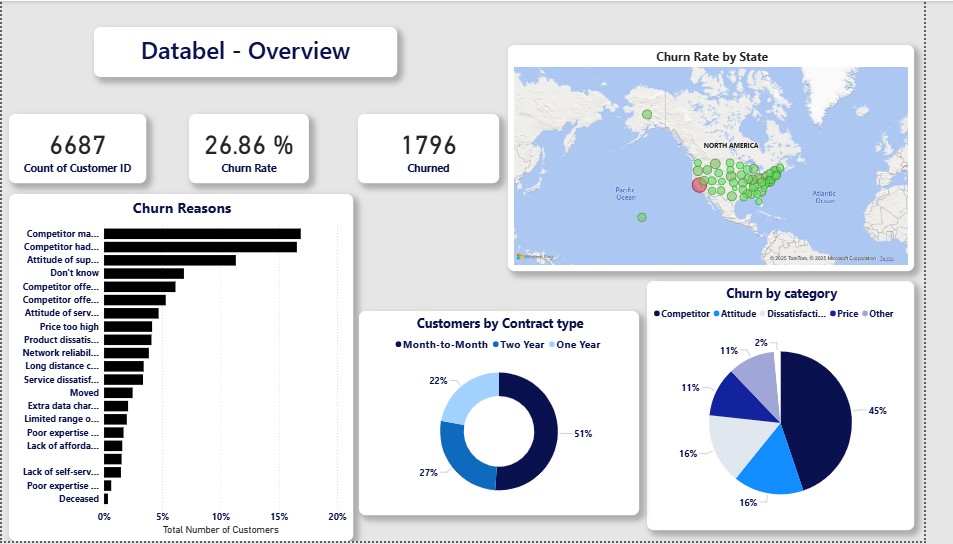 Databel - Overview
6687
Count of Customer ID
26.86 %
Churn Rate
1796
Churned
Churn Rate by State
NORTH AMERICA
Pacific
Ocean
Atlantic
Ocean
Microsoft Bing
© 2025 TomTom, © 2025 Microsoft Corporation Terms
Churn Reasons
Competitor ma...
Competitor had...
Attitude of sup...
Don't know
Competitor offe...
Competitor offe...
Attitude of serv...
Price too high
Product dissatis...
Network reliabil...
Long distance c...
Service dissatisf...
Moved
Extra data char...
Limited range o...
Poor expertise ...
Lack of afforda...
Lack of self-serv...
Poor expertise ...
Deceased
0% 5% 10% 15% 20%
Total Number of Customers
Customers by Contract type
Month-to-Month Two Year One Year
22%
51%
27%
Churn by category
Competitor Attitude Dissatisfacti... Price Other
2%
11%
45%
11%
16%
16%